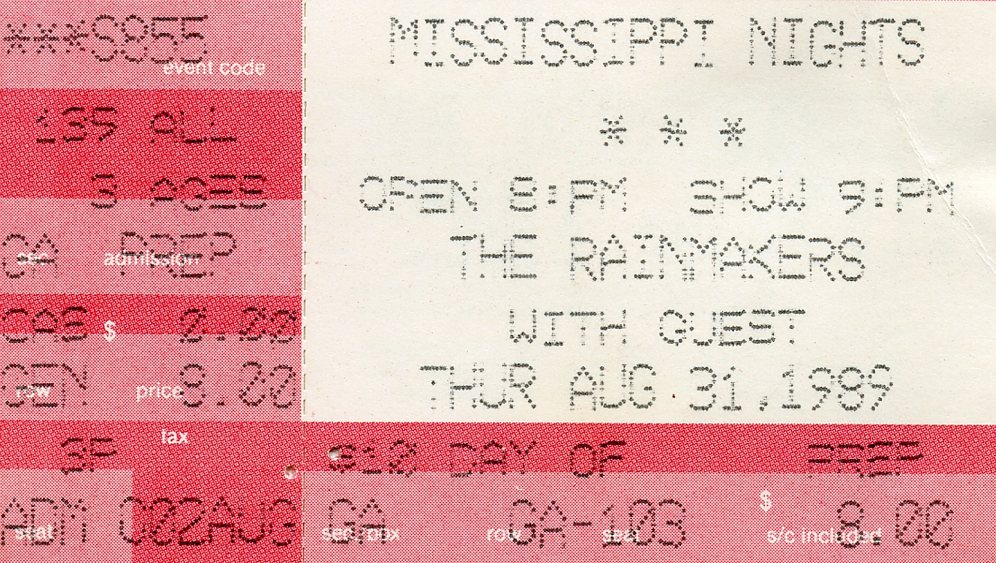 ***S855
event code
135 ALL
3 AGES
GA PREP
admission
CAS $ 0.20
GEN 8.00
row price
tax
3P
ADM 002AUG
seat
MISSISSIPPI NIGHTS
* * *
OPEN 8:PM SHOW 9:PM
THE RAINMAKERS
WITH GUEST
THUR AUG 31,1989
$10 DAY OF PREP
GA GA-103 $ 8.00
sec/box row seat s/c included